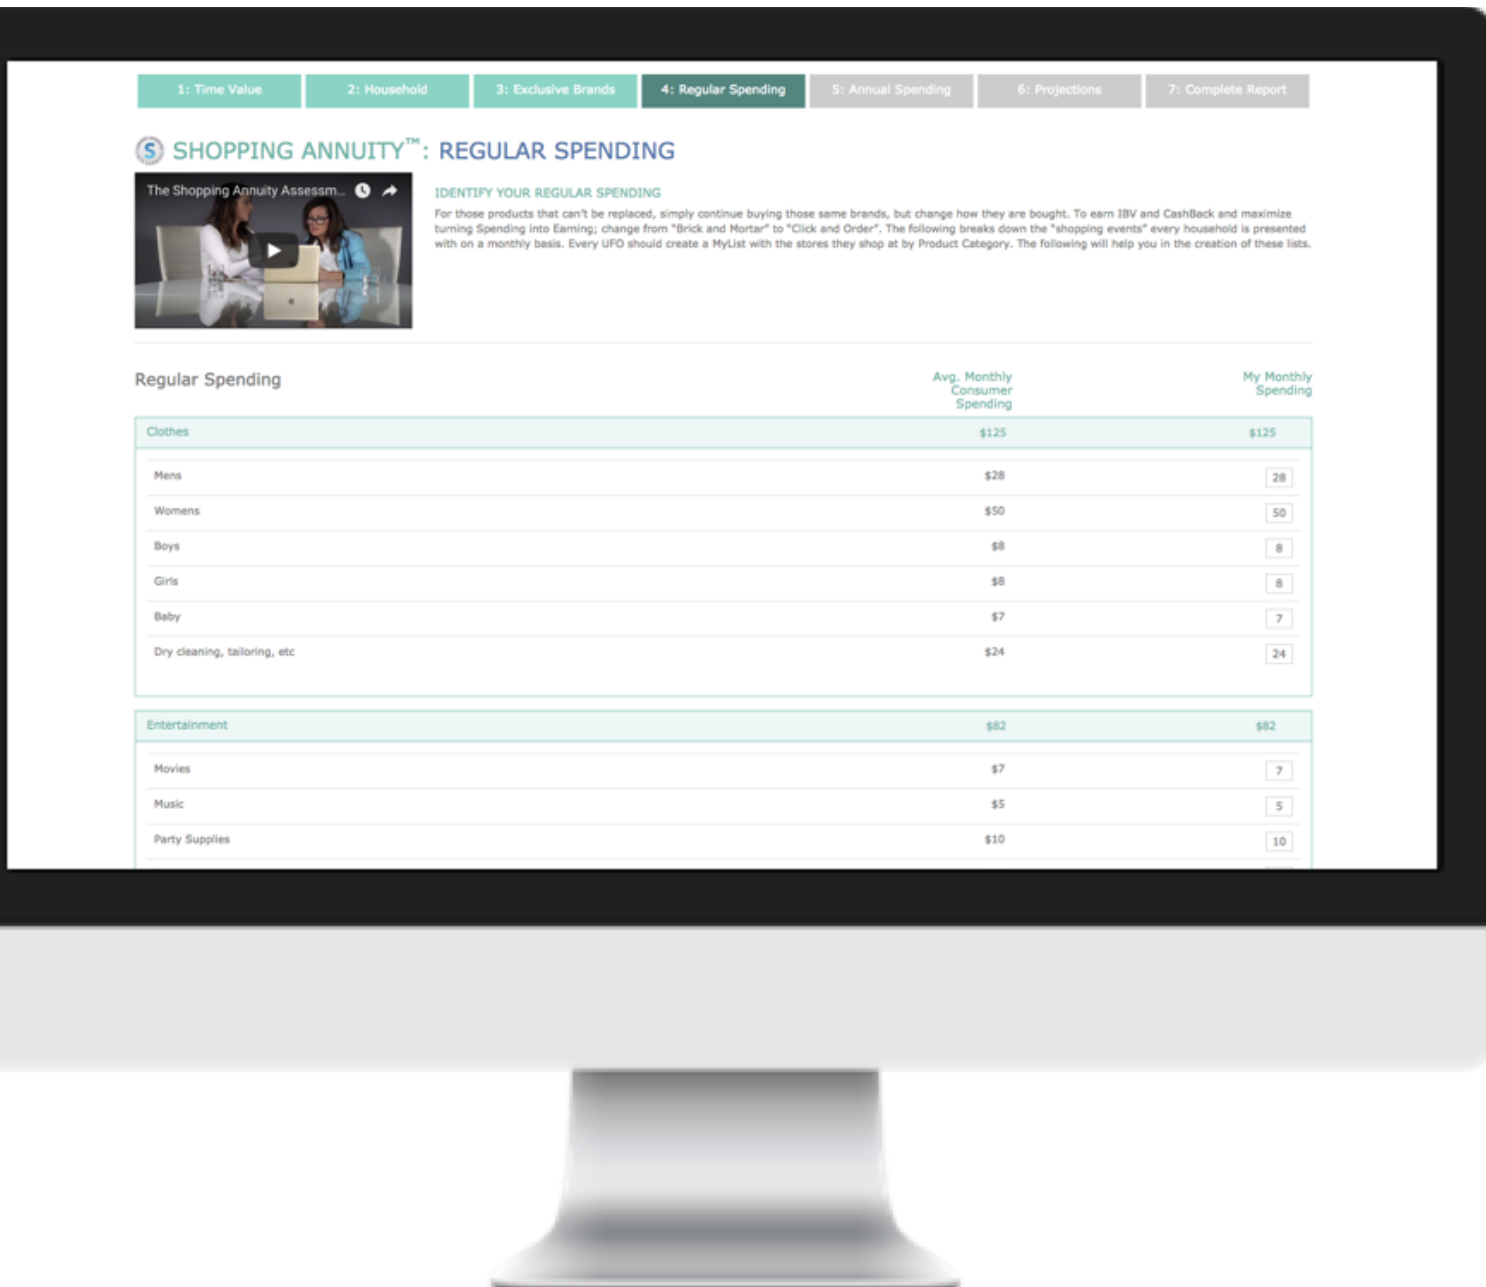 1: Time Value
2: Household
3: Exclusive Brands
4: Regular Spending
5: Annual Spending
6: Projections
7: Complete Report
S SHOPPING ANNUITY™: REGULAR SPENDING
The Shopping Annuity Assessm...
IDENTIFY YOUR REGULAR SPENDING
For those products that can't be replaced, simply continue buying those same brands, but change how they are bought. To earn IBV and CashBack and maximize
turning Spending into Earning; change from "Brick and Mortar" to "Click and Order". The following breaks down the "shopping events" every household is presented
with on a monthly basis. Every UFO should create a MyList with the stores they shop at by Product Category. The following will help you in the creation of these lists.
Regular Spending
Avg. Monthly
Consumer
Spending
My Monthly
Spending
Clothes $125 $125
Mens $28 28
Womens $50 50
Boys $8 8
Girls $8 8
Baby $7 7
Dry cleaning, tailoring, etc $24 24
Entertainment $82 $82
Movies $7 7
Music $5 5
Party Supplies $10 10